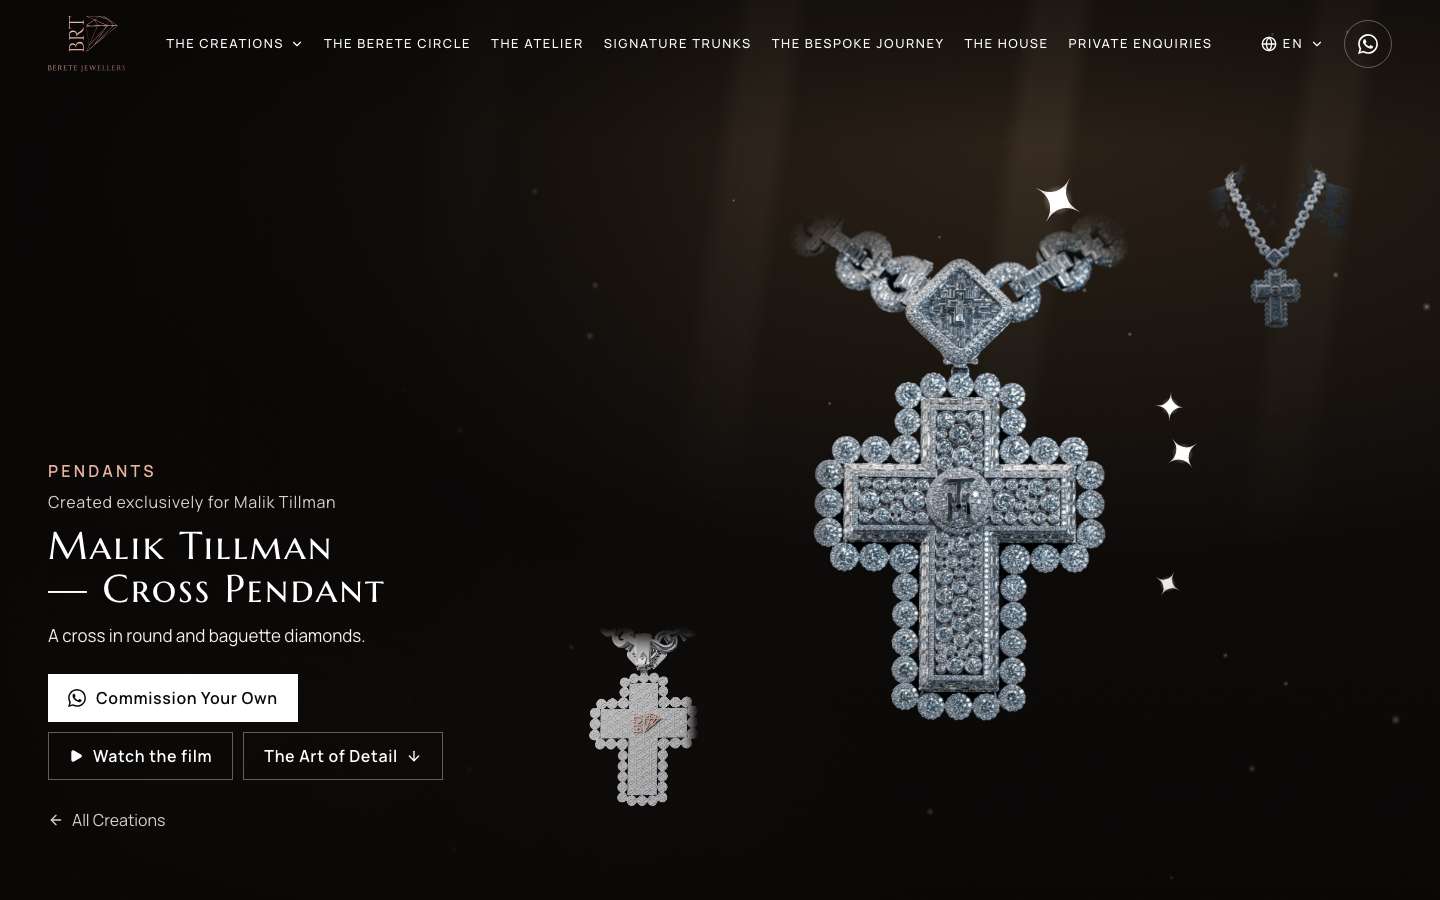 BRT
BERETE JEWELLERS
THE CREATIONS
THE BERETE CIRCLE
THE ATELIER
SIGNATURE TRUNKS
THE BESPOKE JOURNEY
THE HOUSE
PRIVATE ENQUIRIES
EN
PENDANTS
Created exclusively for Malik Tillman
Malik Tillman
— Cross Pendant
A cross in round and baguette diamonds.
Commission Your Own
Watch the film
The Art of Detail
All Creations
BRT